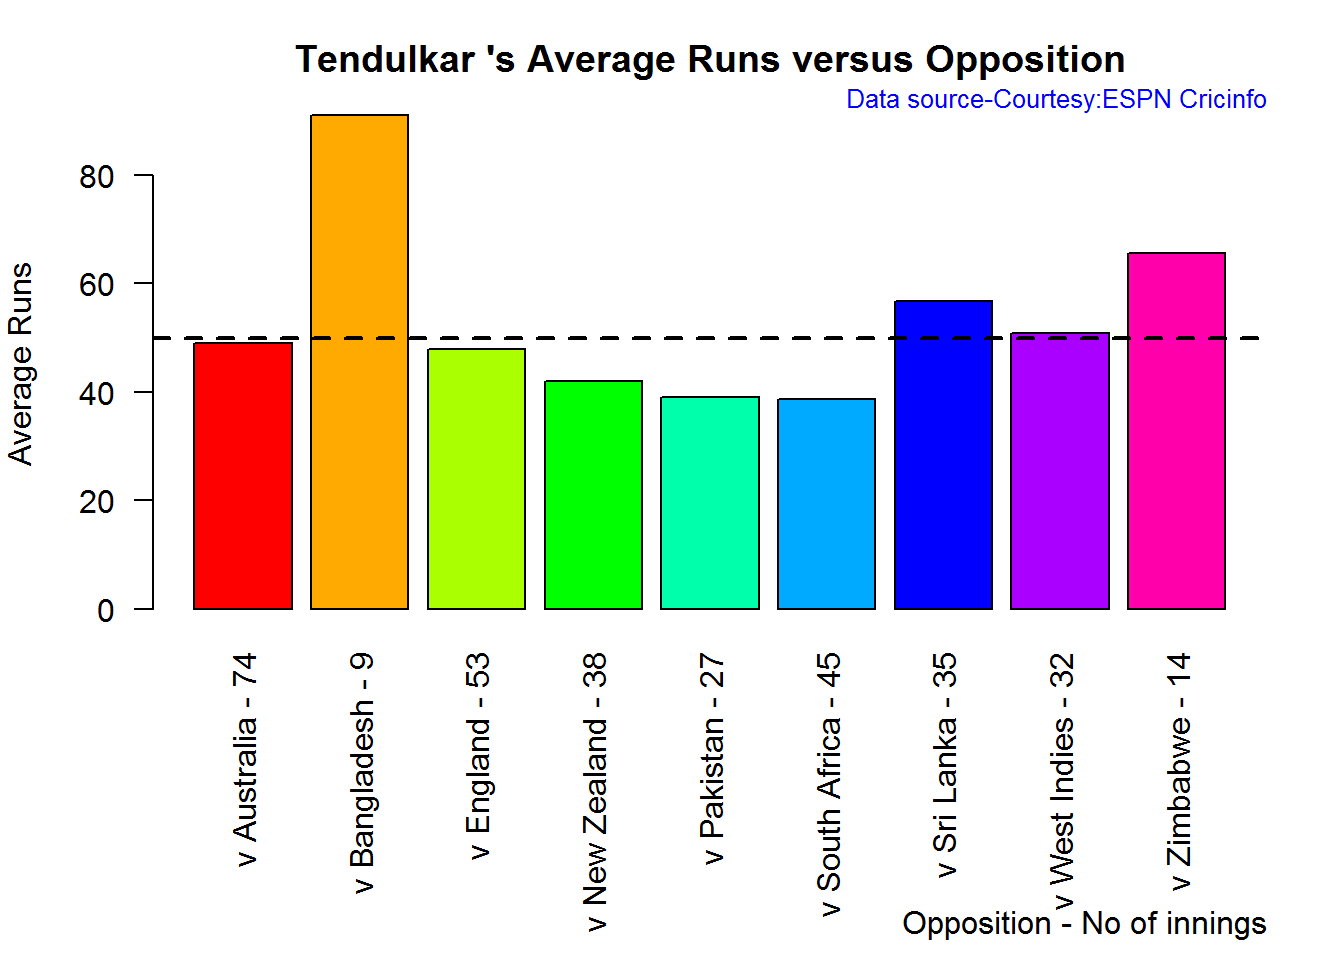 Tendulkar 's Average Runs versus Opposition
Data source-Courtesy:ESPN Cricinfo
Average Runs
80
60
40
20
0
v Australia - 74
v Bangladesh - 9
v England - 53
v New Zealand - 38
v Pakistan - 27
v South Africa - 45
v Sri Lanka - 35
v West Indies - 32
v Zimbabwe - 14
Opposition - No of innings